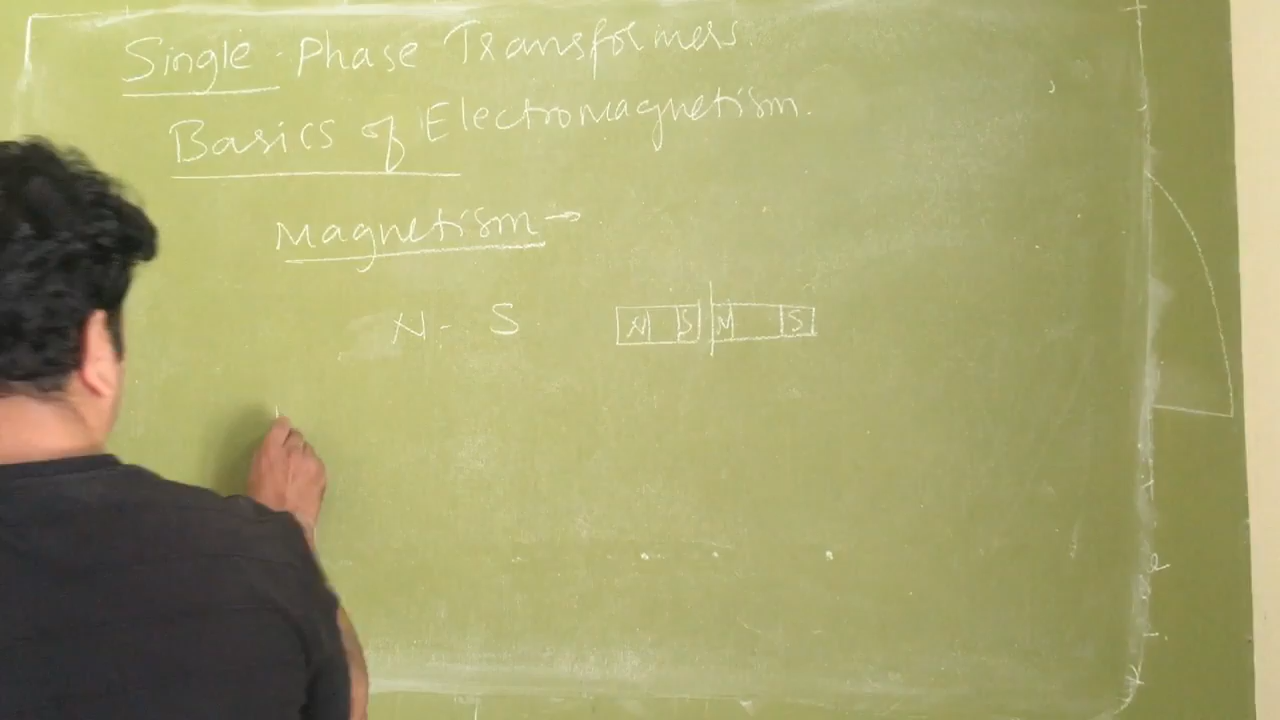 Single-Phase Transformers.
Basics of Electromagnetism.
Magnetism →
N - S N S N S